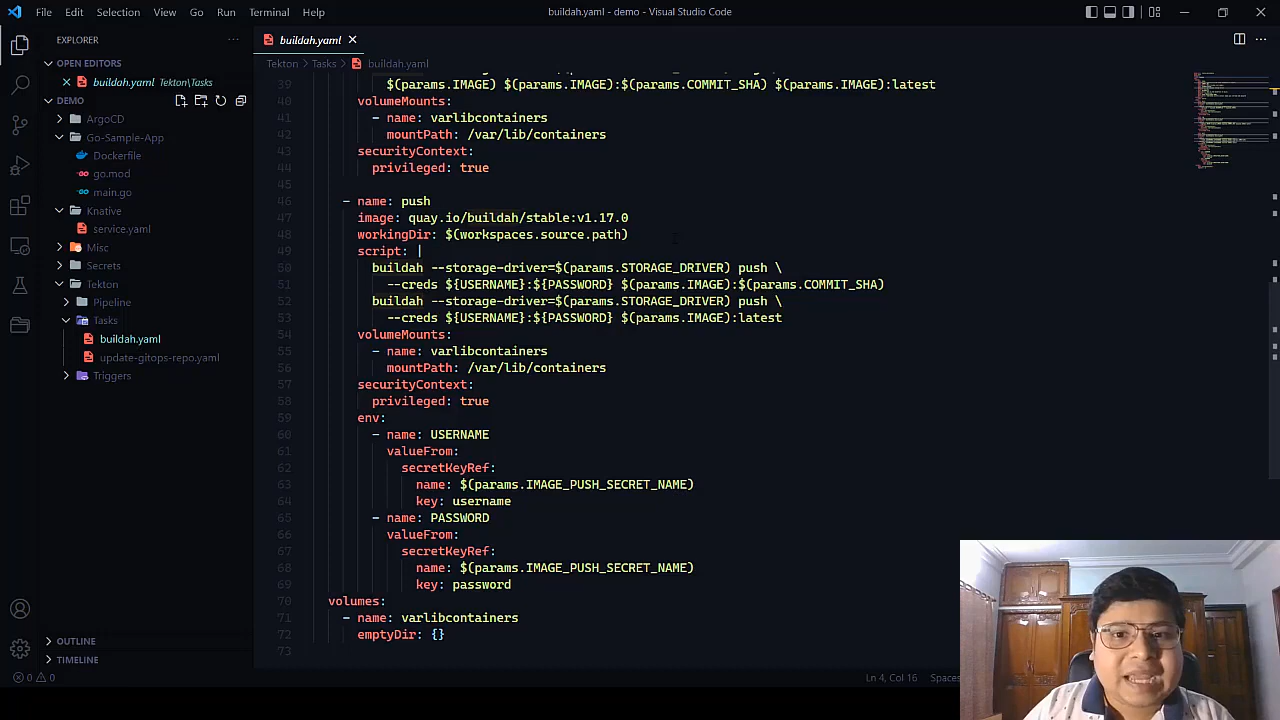 File Edit Selection View Go Run Terminal Help
buildah.yaml - demo - Visual Studio Code
EXPLORER
OPEN EDITORS
buildah.yaml Tekton\Tasks
DEMO
ArgoCD
Go-Sample-App
Dockerfile
go.mod
main.go
Knative
service.yaml
Misc
Secrets
Tekton
Pipeline
Tasks
buildah.yaml
update-gitops-repo.yaml
Triggers
OUTLINE
TIMELINE
buildah.yaml
Tekton > Tasks > buildah.yaml
39 $(params.IMAGE) $(params.IMAGE):$(params.COMMIT_SHA) $(params.IMAGE):latest
40 volumeMounts:
41 - name: varlibcontainers
42 mountPath: /var/lib/containers
43 securityContext:
44 privileged: true
45
46 - name: push
47 image: quay.io/buildah/stable:v1.17.0
48 workingDir: $(workspaces.source.path)
49 script: |
50 buildah --storage-driver=$(params.STORAGE_DRIVER) push \
51 --creds ${USERNAME}:${PASSWORD} $(params.IMAGE):$(params.COMMIT_SHA)
52 buildah --storage-driver=$(params.STORAGE_DRIVER) push \
53 --creds ${USERNAME}:${PASSWORD} $(params.IMAGE):latest
54 volumeMounts:
55 - name: varlibcontainers
56 mountPath: /var/lib/containers
57 securityContext:
58 privileged: true
59 env:
60 - name: USERNAME
61 valueFrom:
62 secretKeyRef:
63 name: $(params.IMAGE_PUSH_SECRET_NAME)
64 key: username
65 - name: PASSWORD
66 valueFrom:
67 secretKeyRef:
68 name: $(params.IMAGE_PUSH_SECRET_NAME)
69 key: password
70 volumes:
71 - name: varlibcontainers
72 emptyDir: {}
73
0 0
Ln 4, Col 16 Spaces